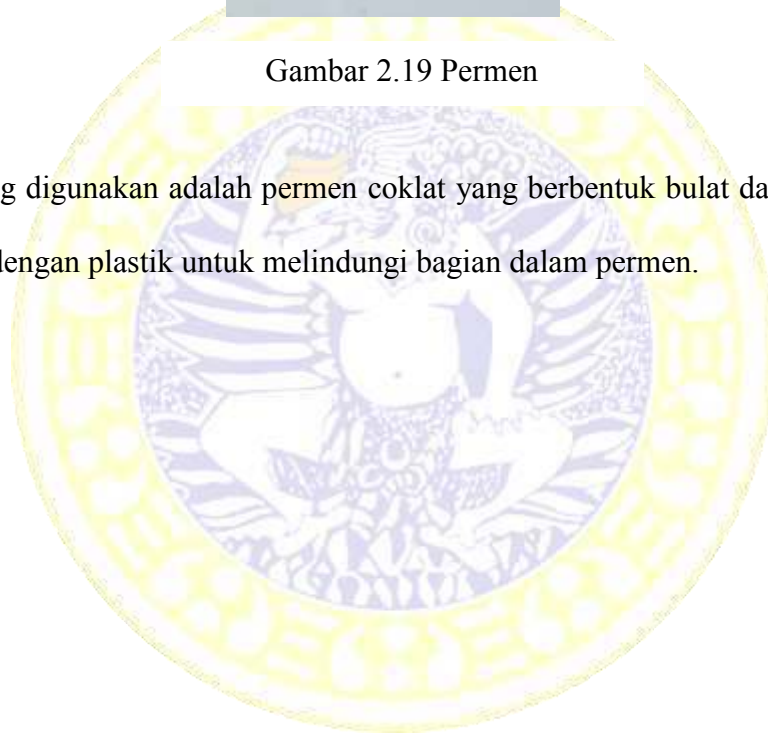 Gambar 2.19 Permen
g digunakan adalah permen coklat yang berbentuk bulat da
dengan plastik untuk melindungi bagian dalam permen.